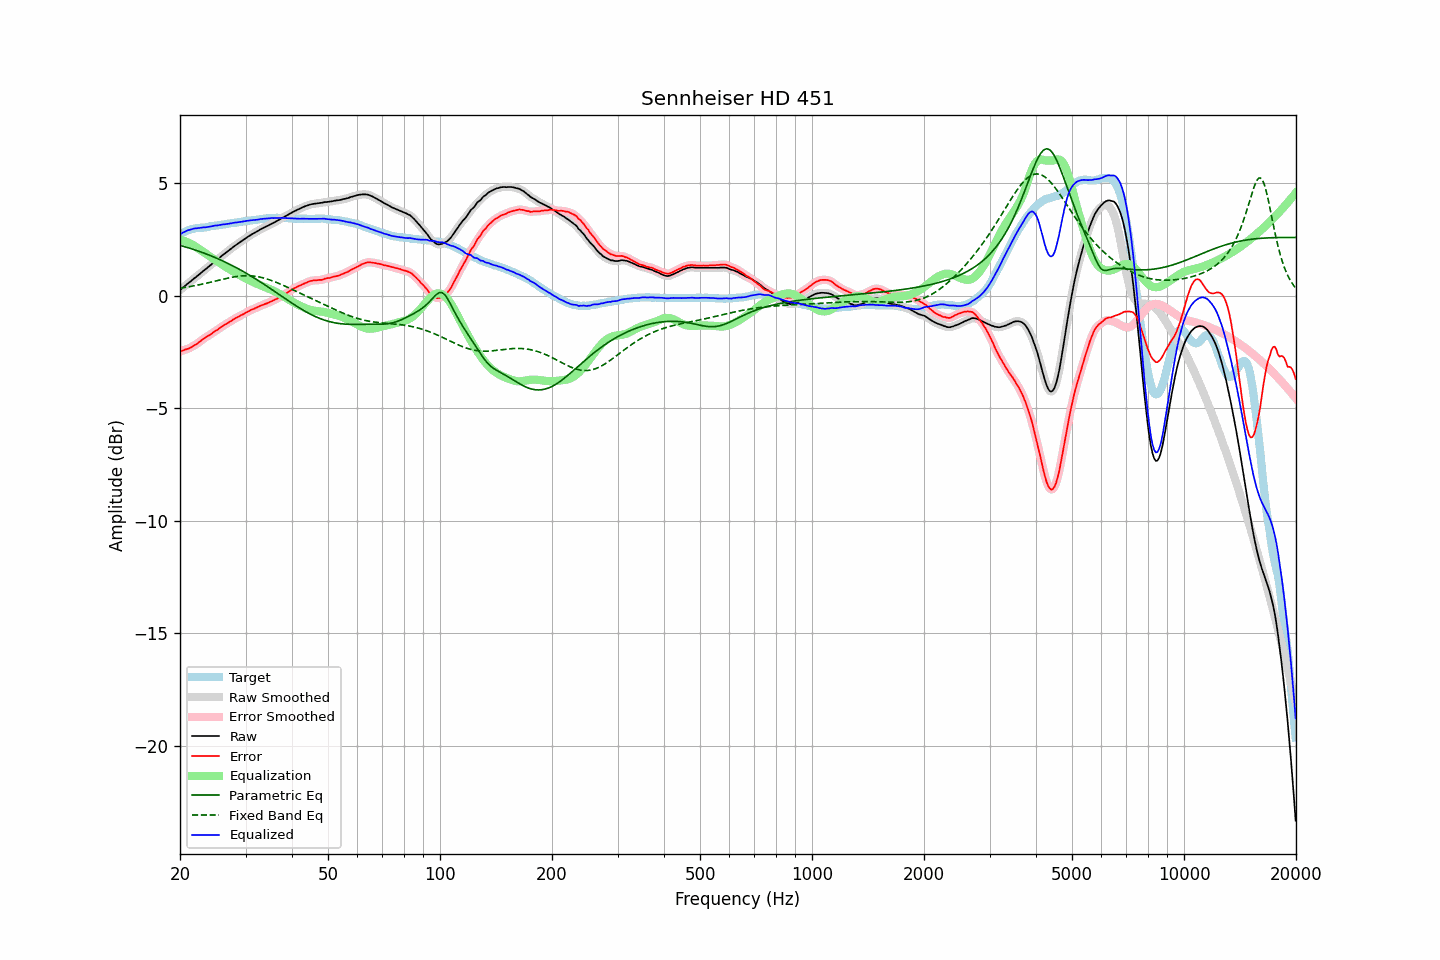 Sennheiser HD 451
Amplitude (dBr)
5
0
−5
−10
−15
−20
Target
Raw Smoothed
Error Smoothed
Raw
Error
Equalization
Parametric Eq
Fixed Band Eq
Equalized
20 50 100 200 500 1000 2000 5000 10000 20000
Frequency (Hz)